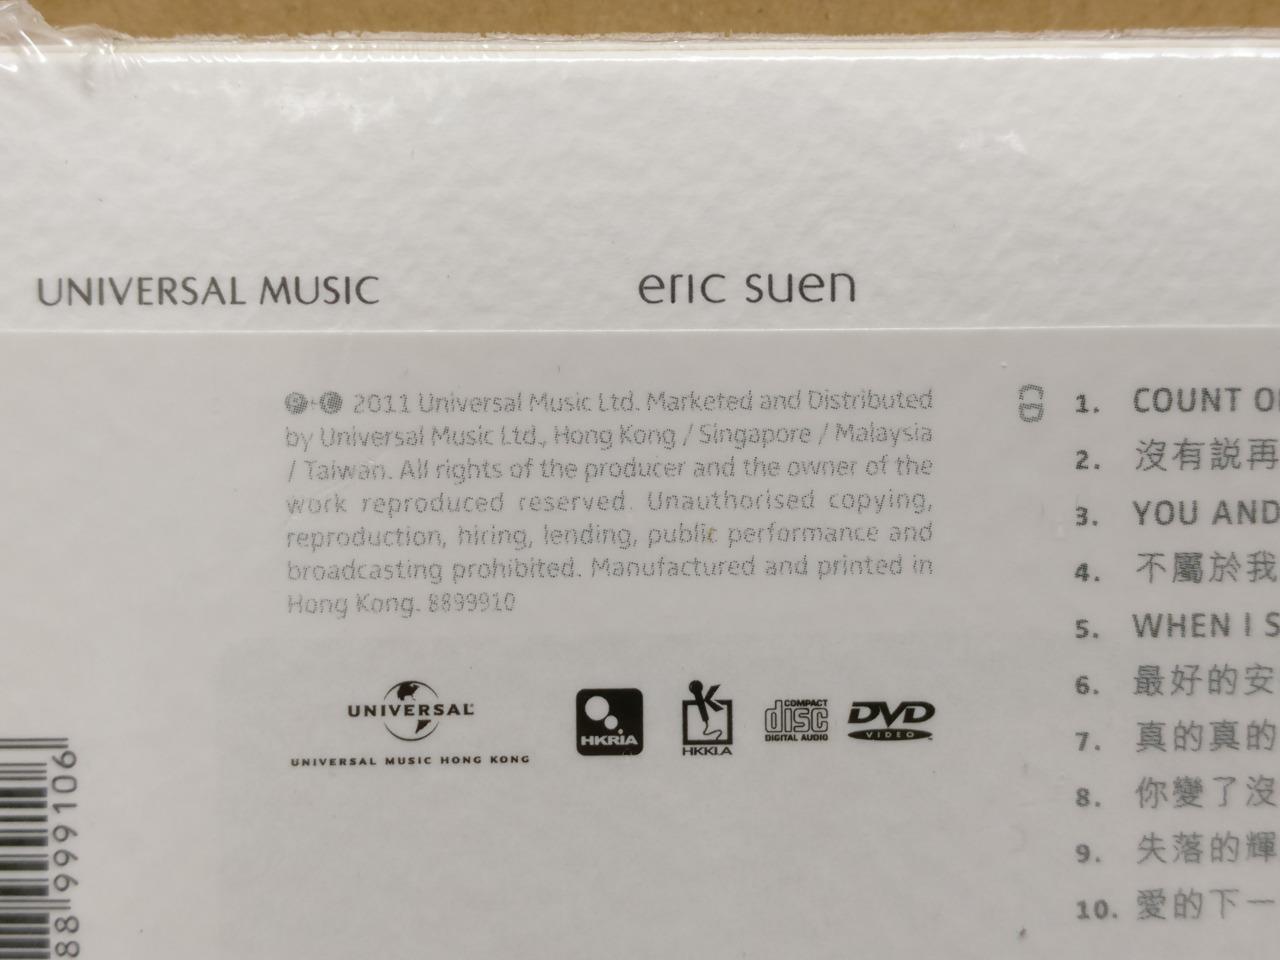 UNIVERSAL MUSIC
eric suen
℗+© 2011 Universal Music Ltd. Marketed and Distributed
by Universal Music Ltd., Hong Kong / Singapore / Malaysia
/ Taiwan. All rights of the producer and the owner of the
work reproduced reserved. Unauthorised copying,
reproduction, hiring, lending, public performance and
broadcasting prohibited. Manufactured and printed in
Hong Kong. 8899910
UNIVERSAL
UNIVERSAL MUSIC HONG KONG
HKRIA
K
HKKLA
COMPACT
disc
DIGITAL AUDIO
DVD
VIDEO
CD
1. COUNT
2. 沒有説再
3. YOU AND
4. 不屬於我
5. WHEN I S
6. 最好的安
7. 真的真的
8. 你變了沒
9. 失落的輝
10. 愛的下一
88 999106